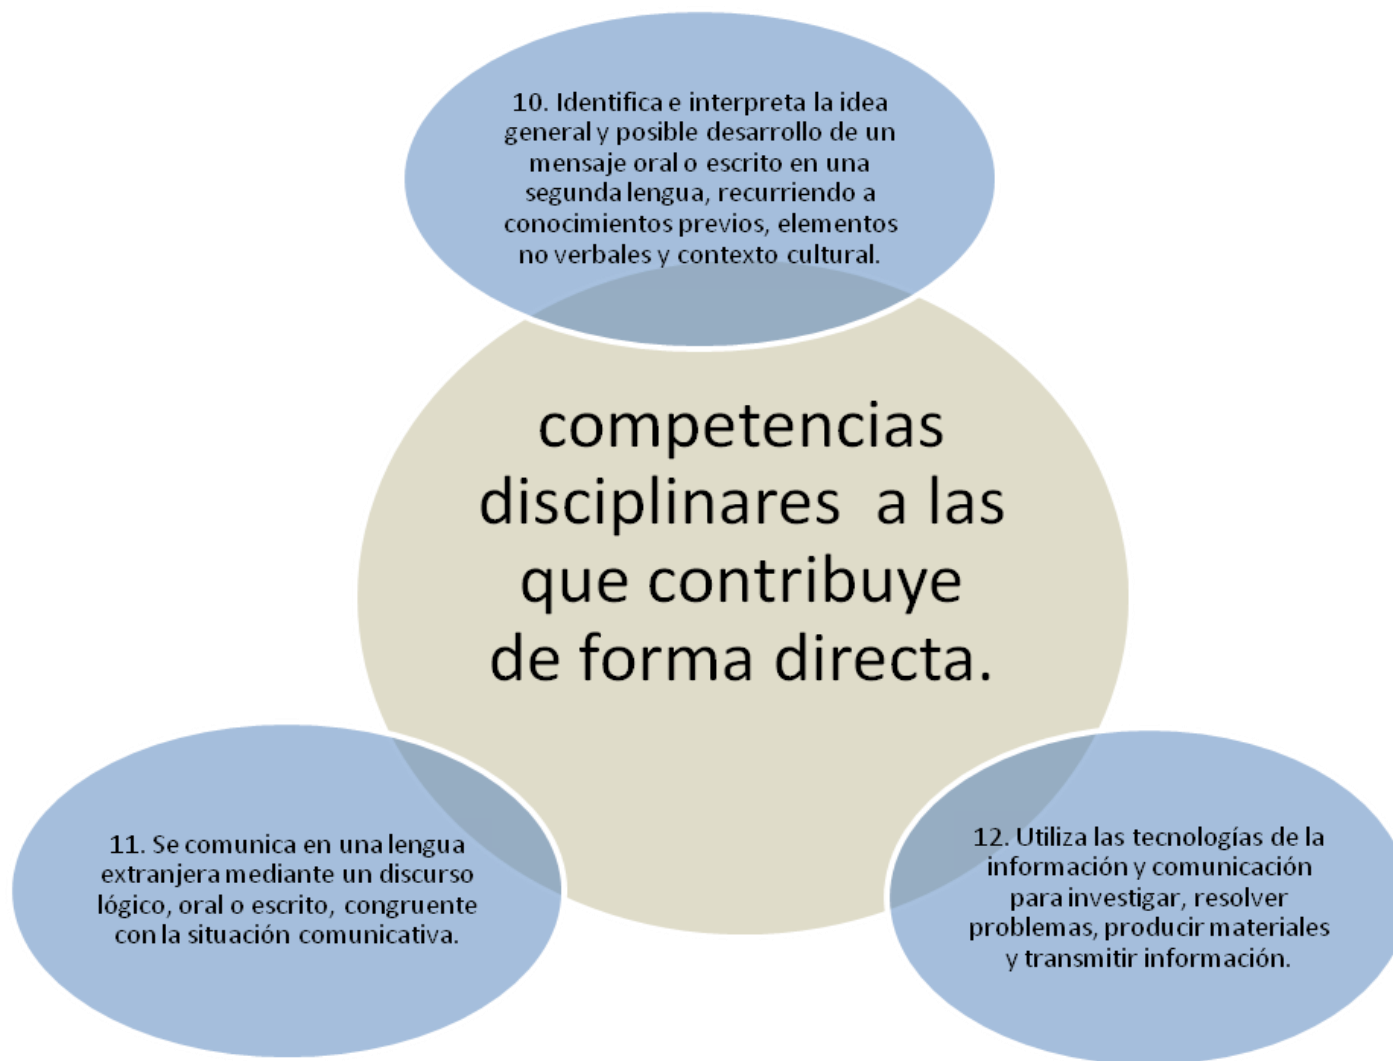 10. Identifica e interpreta la idea
general y posible desarrollo de un
mensaje oral o escrito en una
segunda lengua, recurriendo a
conocimientos previos, elementos
no verbales y contexto cultural.
competencias
disciplinares a las
que contribuye
de forma directa.
11. Se comunica en una lengua
extranjera mediante un discurso
lógico, oral o escrito, congruente
con la situación comunicativa.
12. Utiliza las tecnologías de la
información y comunicación
para investigar, resolver
problemas, producir materiales
y transmitir información.